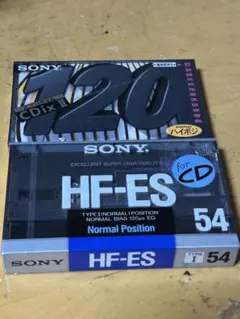 SONY
120
CDix II
ハイポジ
SONY
EXCELLENT SUPER HIGH FIDELITY
for CD
HF-ES
TYPE I (NORMAL) POSITION
NORMAL BIAS 120μs EQ
54
Normal Position
SONY HF-ES TYPE I 54